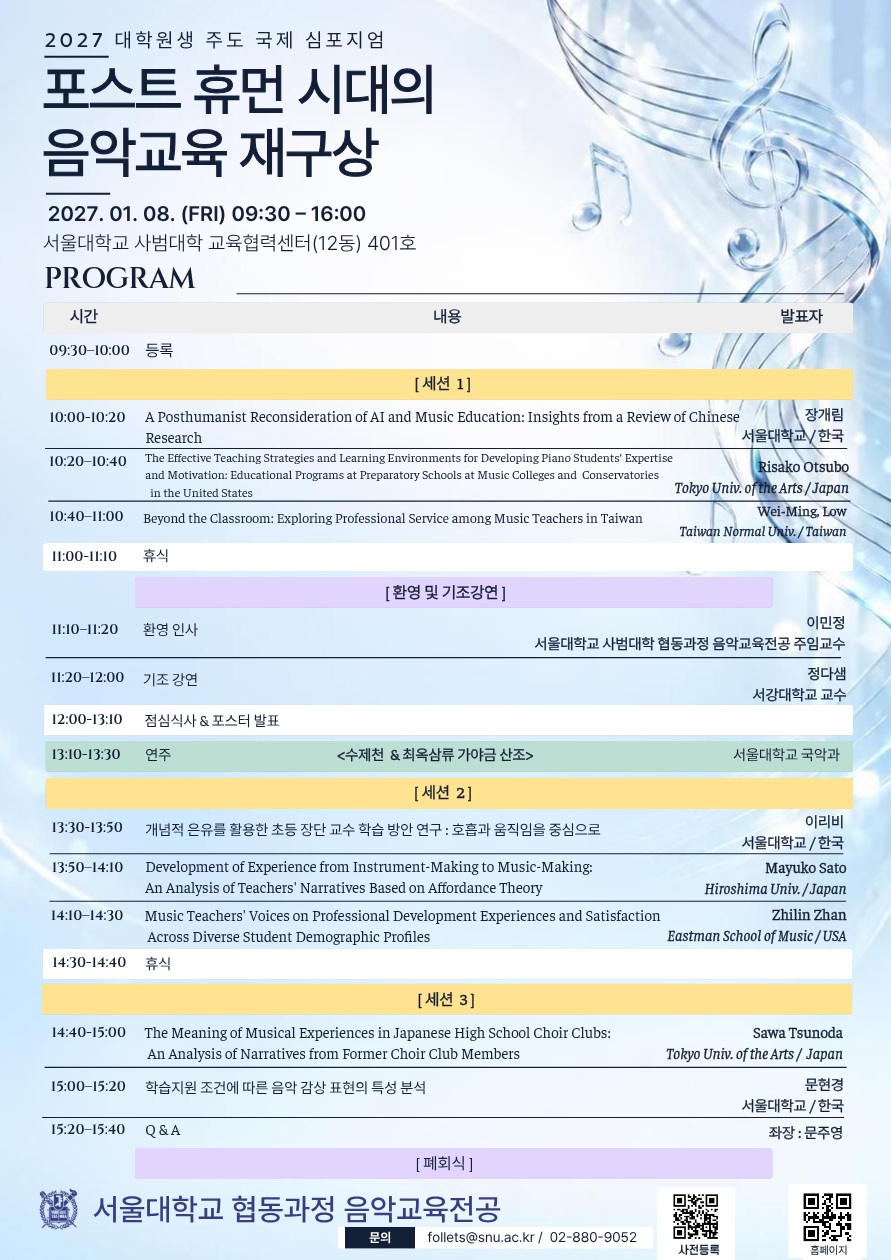 2027 대학원생 주도 국제 심포지엄
포스트 휴먼 시대의
음악교육 재구상
2027. 01. 08. (FRI) 09:30 – 16:00
서울대학교 사범대학 교육협력센터(12동) 401호
PROGRAM
시간 내용 발표자
09:30–10:00 등록
[ 세션 1 ]
10:00-10:20 A Posthumanist Reconsideration of AI and Music Education: Insights from a Review of Chinese 장개림
Research 서울대학교 / 한국
10:20–10:40 The Effective Teaching Strategies and Learning Environments for Developing Piano Students' Expertise
and Motivation: Educational Programs at Preparatory Schools at Music Colleges and Conservatories Risako Otsubo
in the United States Tokyo Univ. of the Arts / Japan
10:40–11:00 Beyond the Classroom: Exploring Professional Service among Music Teachers in Taiwan Wei-Ming, Low
Taiwan Normal Univ. / Taiwan
11:00-11:10 휴식
[ 환영 및 기조강연 ]
11:10–11:20 환영 인사 이민정
서울대학교 사범대학 협동과정 음악교육전공 주임교수
11:20–12:00 기조 강연 정다샘
서강대학교 교수
12:00-13:10 점심식사 & 포스터 발표
13:10-13:30 연주 <수제천 & 최옥삼류 가야금 산조> 서울대학교 국악과
[ 세션 2 ]
13:30-13:50 개념적 은유를 활용한 초등 장단 교수 학습 방안 연구 : 호흡과 움직임을 중심으로 이리비
서울대학교 / 한국
13:50–14:10 Development of Experience from Instrument-Making to Music-Making: Mayuko Sato
An Analysis of Teachers' Narratives Based on Affordance Theory Hiroshima Univ. / Japan
14:10–14:30 Music Teachers' Voices on Professional Development Experiences and Satisfaction Zhilin Zhan
Across Diverse Student Demographic Profiles Eastman School of Music / USA
14:30-14:40 휴식
[ 세션 3 ]
14:40-15:00 The Meaning of Musical Experiences in Japanese High School Choir Clubs: Sawa Tsunoda
An Analysis of Narratives from Former Choir Club Members Tokyo Univ. of the Arts / Japan
15:00–15:20 학습지원 조건에 따른 음악 감상 표현의 특성 분석 문현경
서울대학교 / 한국
15:20–15:40 Q & A 좌장 : 문주영
[ 폐회식 ]
서울대학교 협동과정 음악교육전공
문의 follets@snu.ac.kr / 02-880-9052
사전등록 홈페이지